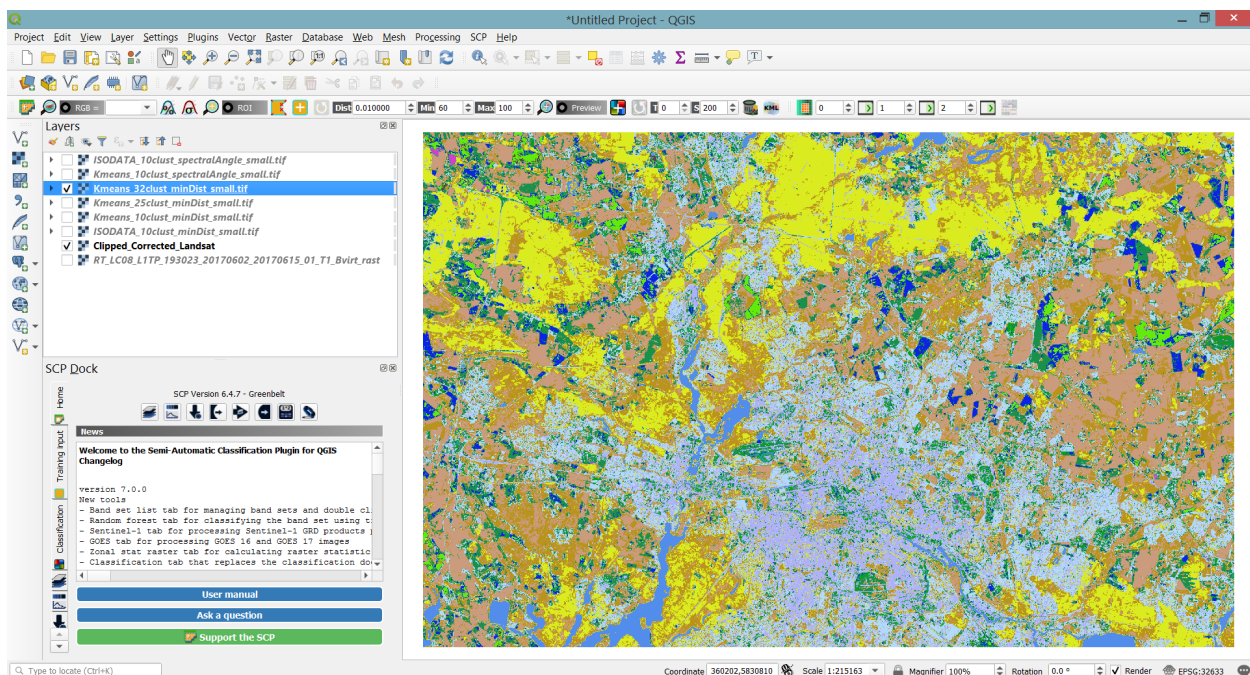 *Untitled Project - QGIS
Project Edit View Layer Settings Plugins Vector Raster Database Web Mesh Processing SCP Help
RGB = ROI Dist 0.010000 Min 60 Max 100 Preview T 0 S 200 KML 0 1 2
Layers
ISODATA_10clust_spectralAngle_small.tif
Kmeans_10clust_spectralAngle_small.tif
Kmeans_32clust_minDist_small.tif
Kmeans_25clust_minDist_small.tif
Kmeans_10clust_minDist_small.tif
ISODATA_10clust_minDist_small.tif
Clipped_Corrected_Landsat
RT_LC08_L1TP_193023_20170602_20170615_01_T1_Bvirt_rast
SCP Dock
Home
Training input
Classification
SCP Version 6.4.7 - Greenbelt
News
Welcome to the Semi-Automatic Classification Plugin for QGIS
Changelog
version 7.0.0
New tools
- Band set list tab for managing band sets and double cl
- Random forest tab for classifying the band set using
- Sentinel-1 tab for processing Sentinel-1 GRD products
- GOES tab for processing GOES 16 and GOES 17 images
- Zonal stat raster tab for calculating raster statistic
- Classification tab that replaces the classification do
User manual
Ask a question
Support the SCP
Type to locate (Ctrl+K) Coordinate 360202,5830810 Scale 1:215163 Magnifier 100% Rotation 0.0 ° Render EPSG:32633